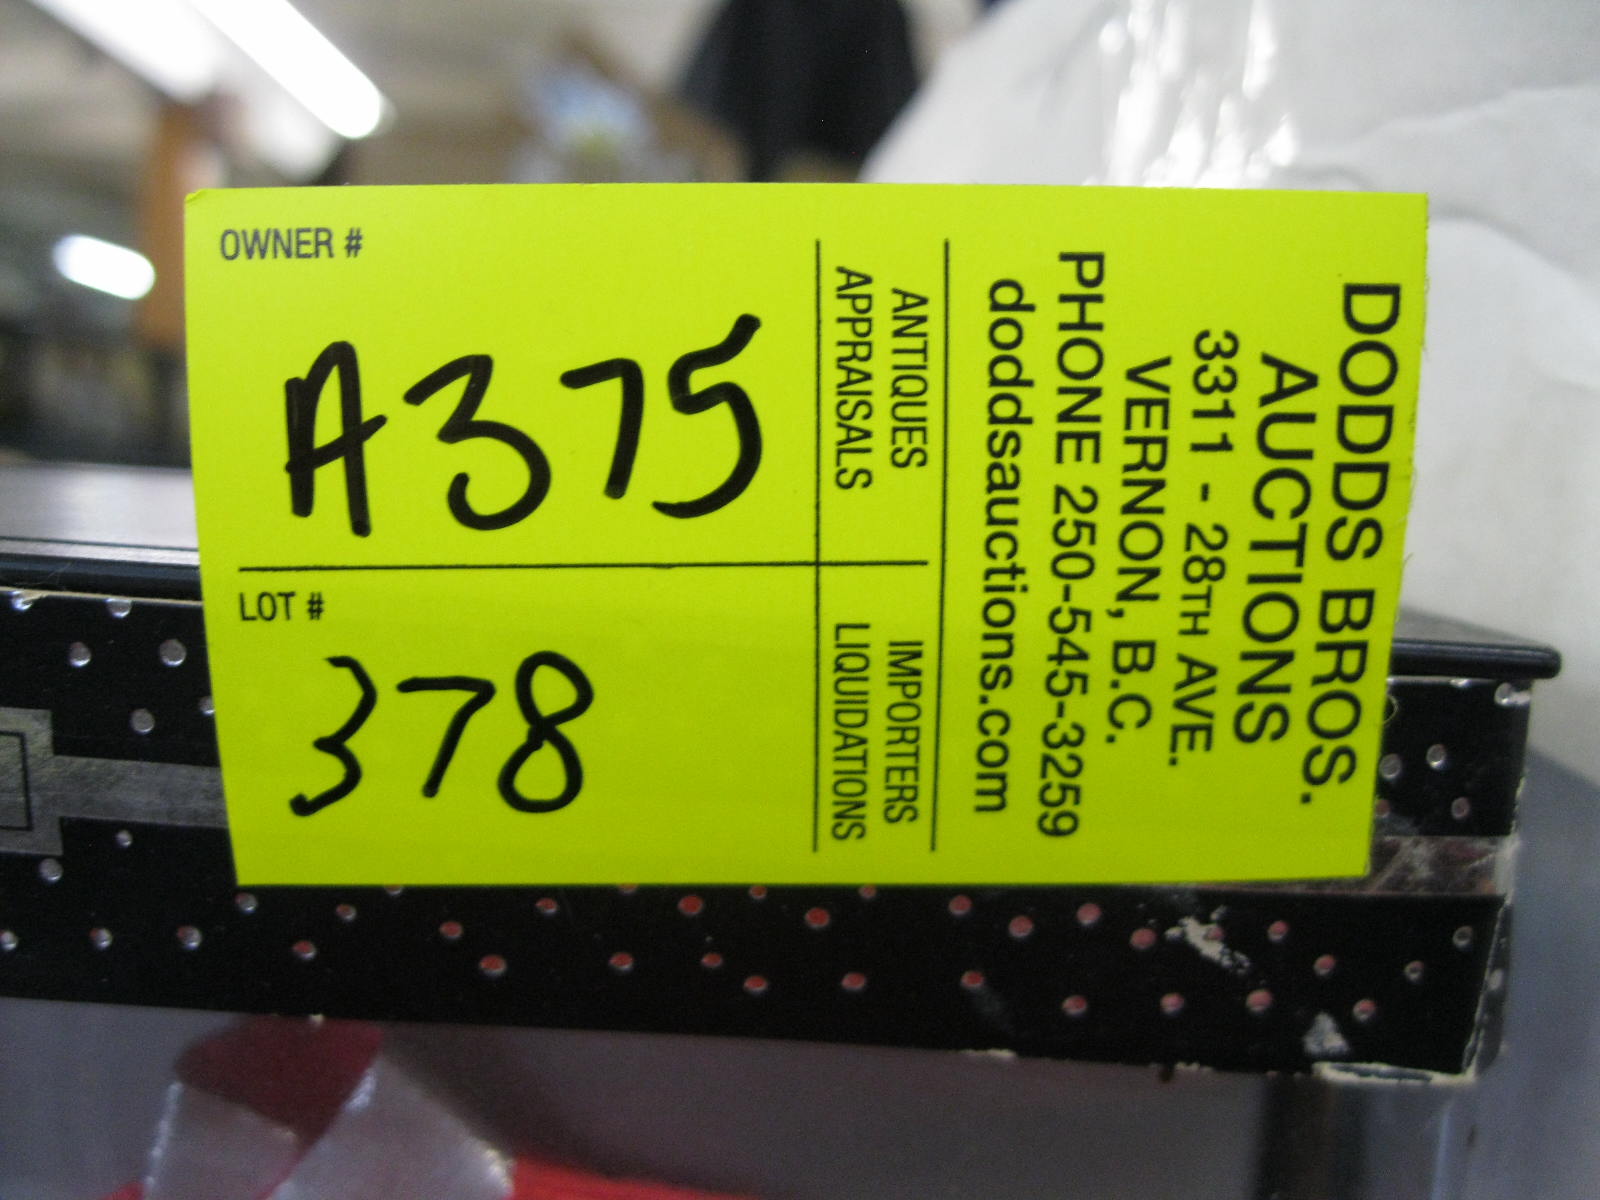 OWNER #
A375
LOT #
378
ANTIQUES
APPRAISALS
IMPORTERS
LIQUIDATIONS
DODDS BROS.
AUCTIONS
3311 - 28TH AVE.
VERNON, B.C.
PHONE 250-545-3259
doddsauctions.com